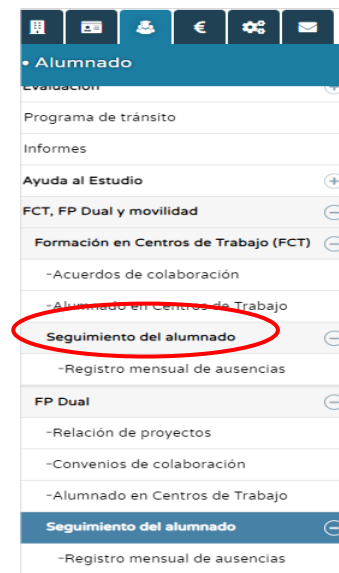 €
• Alumnado
Evaluación
Programa de tránsito
Informes
Ayuda al Estudio
FCT, FP Dual y movilidad
Formación en Centros de Trabajo (FCT)
-Acuerdos de colaboración
-Alumnado en Centros de Trabajo
Seguimiento del alumnado
-Registro mensual de ausencias
FP Dual
-Relación de proyectos
-Convenios de colaboración
-Alumnado en Centros de Trabajo
Seguimiento del alumnado
-Registro mensual de ausencias